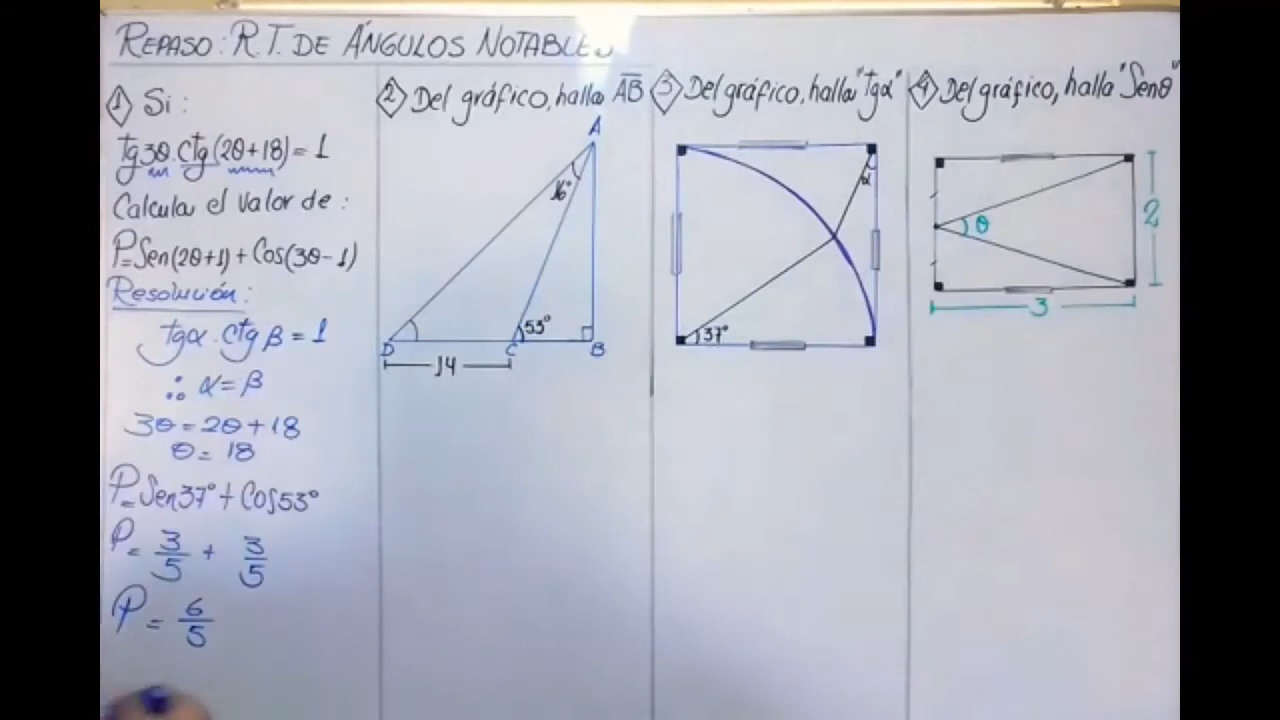 REPASO: R.T. DE ÁNGULOS NOTABLES
1 Si:
tg3θ.ctg(2θ+18)=1
Calcula el valor de:
P=Sen(2θ+1)+Cos(3θ-1)
Resolución:
tgα.ctgβ=1
∴ α=β
3θ=2θ+18
θ=18
P=Sen37°+Cos53°
P=3/5+3/5
P=6/5
2 Del gráfico, halla AB
A
16°
53°
D
C
B
14
3 Del gráfico, halla "tgα"
α
37°
4 Del gráfico, halla "Senθ"
θ
2
3